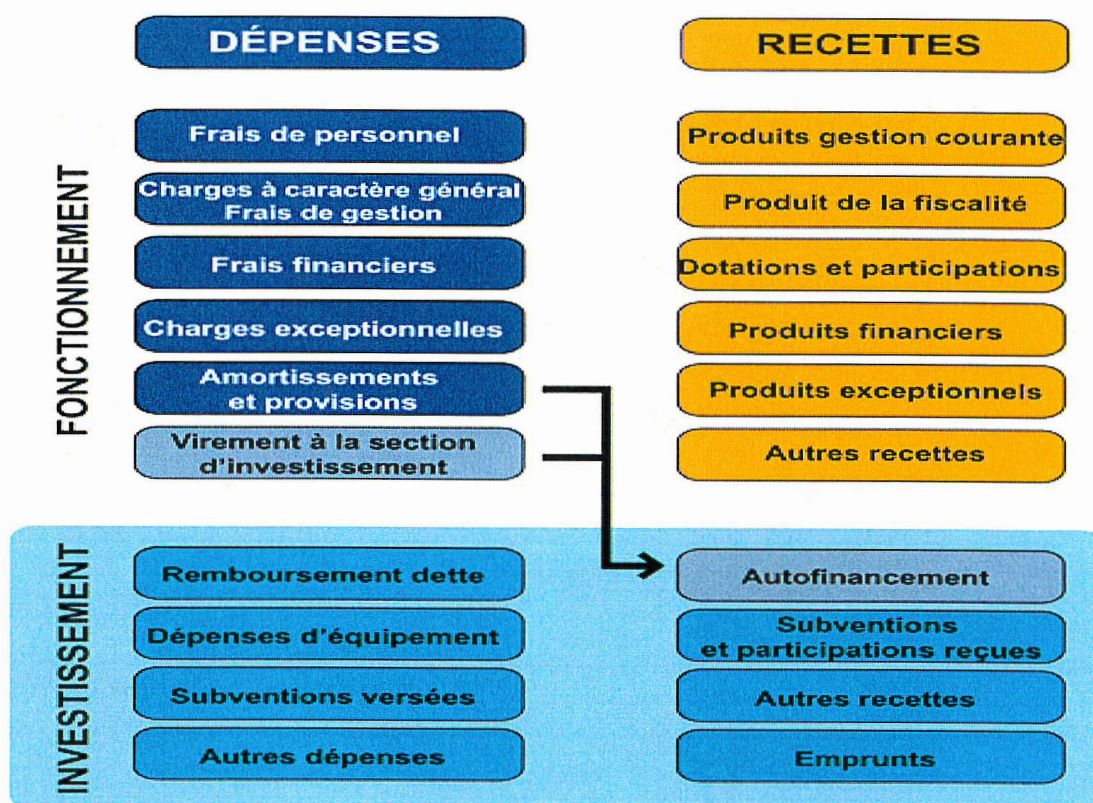 DÉPENSES
RECETTES
FONCTIONNEMENT
Frais de personnel
Produits gestion courante
Charges à caractère général
Frais de gestion
Produit de la fiscalité
Frais financiers
Dotations et participations
Charges exceptionnelles
Produits financiers
Amortissements
et provisions
Produits exceptionnels
Virement à la section
d'investissement
Autres recettes
INVESTISSEMENT
Remboursement dette
Autofinancement
Dépenses d'équipement
Subventions
et participations reçues
Subventions versées
Autres recettes
Autres dépenses
Emprunts